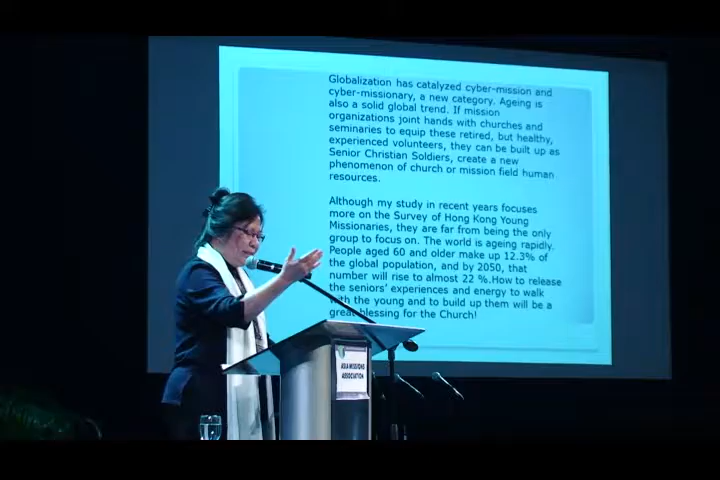 Globalization has catalyzed cyber-mission and
cyber-missionary, a new category. Ageing is
also a solid global trend. If mission
organizations joint hands with churches and
seminaries to equip these retired, but healthy,
experienced volunteers, they can be built up as
Senior Christian Soldiers, create a new
phenomenon of church or mission field human
resources.
Although my study in recent years focuses
more on the Survey of Hong Kong Young
Missionaries, they are far from being the only
group to focus on. The world is ageing rapidly.
People aged 60 and older make up 12.3% of
the global population, and by 2050, that
number will rise to almost 22 %.How to release
the seniors' experiences and energy to walk
with the young and to build up them will be a
great blessing for the Church!
ASIA MISSIONS
ASSOCIATION